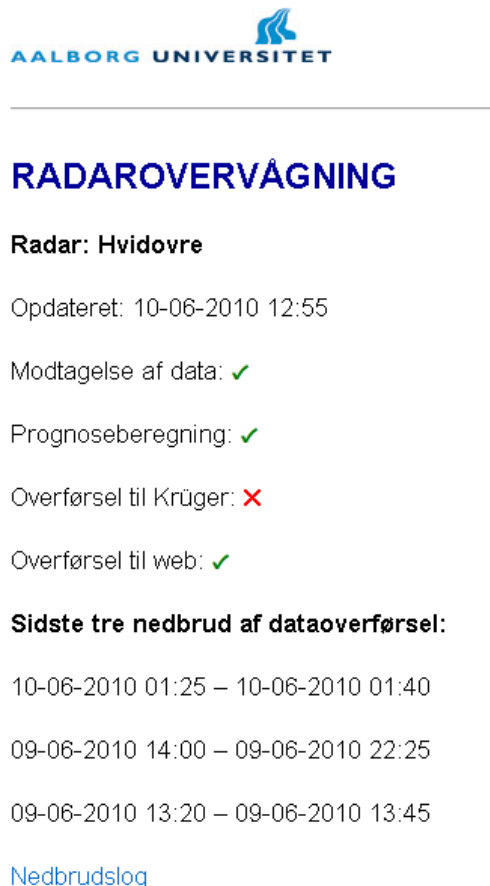 AALBORG UNIVERSITET
RADAROVERVÅGNING
Radar: Hvidovre
Opdateret: 10-06-2010 12:55
Modtagelse af data: ✓
Prognoseberegning: ✓
Overførsel til Krüger: ✕
Overførsel til web: ✓
Sidste tre nedbrud af dataoverførsel:
10-06-2010 01:25 – 10-06-2010 01:40
09-06-2010 14:00 – 09-06-2010 22:25
09-06-2010 13:20 – 09-06-2010 13:45
Nedbrudslog